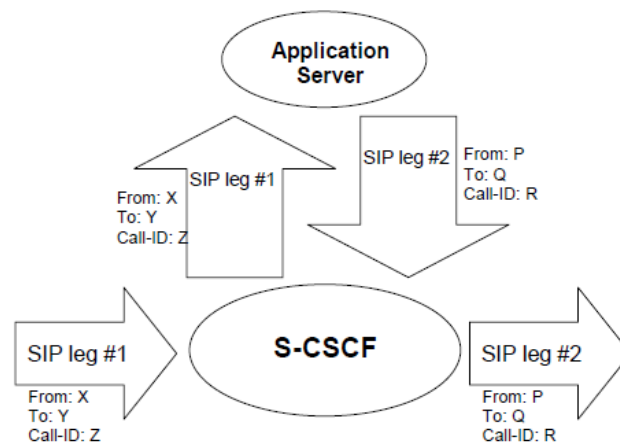 Application
Server
SIP leg #1
From: X
To: Y
Call-ID: Z
SIP leg #2
From: P
To: Q
Call-ID: R
SIP leg #1
From: X
To: Y
Call-ID: Z
S-CSCF
SIP leg #2
From: P
To: Q
Call-ID: R